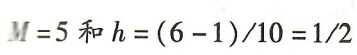 M = 5 和 h = (6 − 1)/10 = 1/2